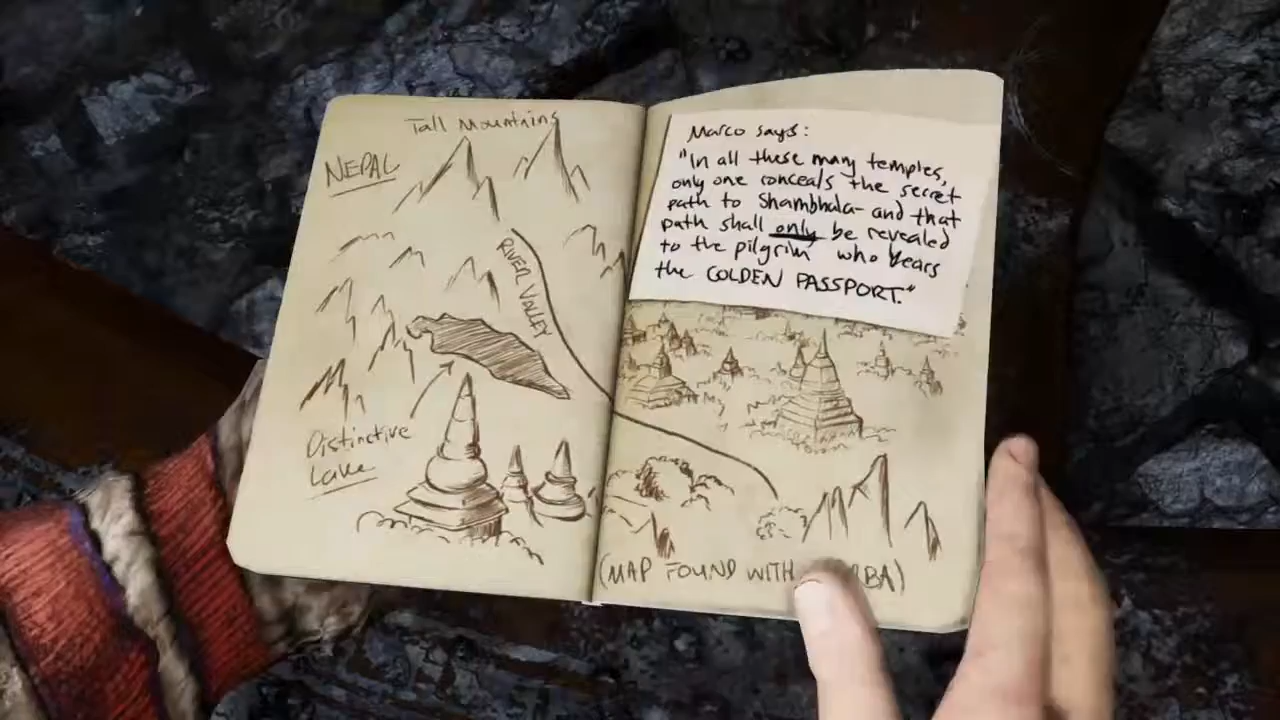 Tall Mountains
NEPAL
RIVER VALLEY
Distinctive
Lake
Marco says:
"In all these many temples,
only one conceals the secret
path to Shambhala- and that
path shall only be revealed
to the pilgrim who bears
the GOLDEN PASSPORT."
(MAP FOUND WITH